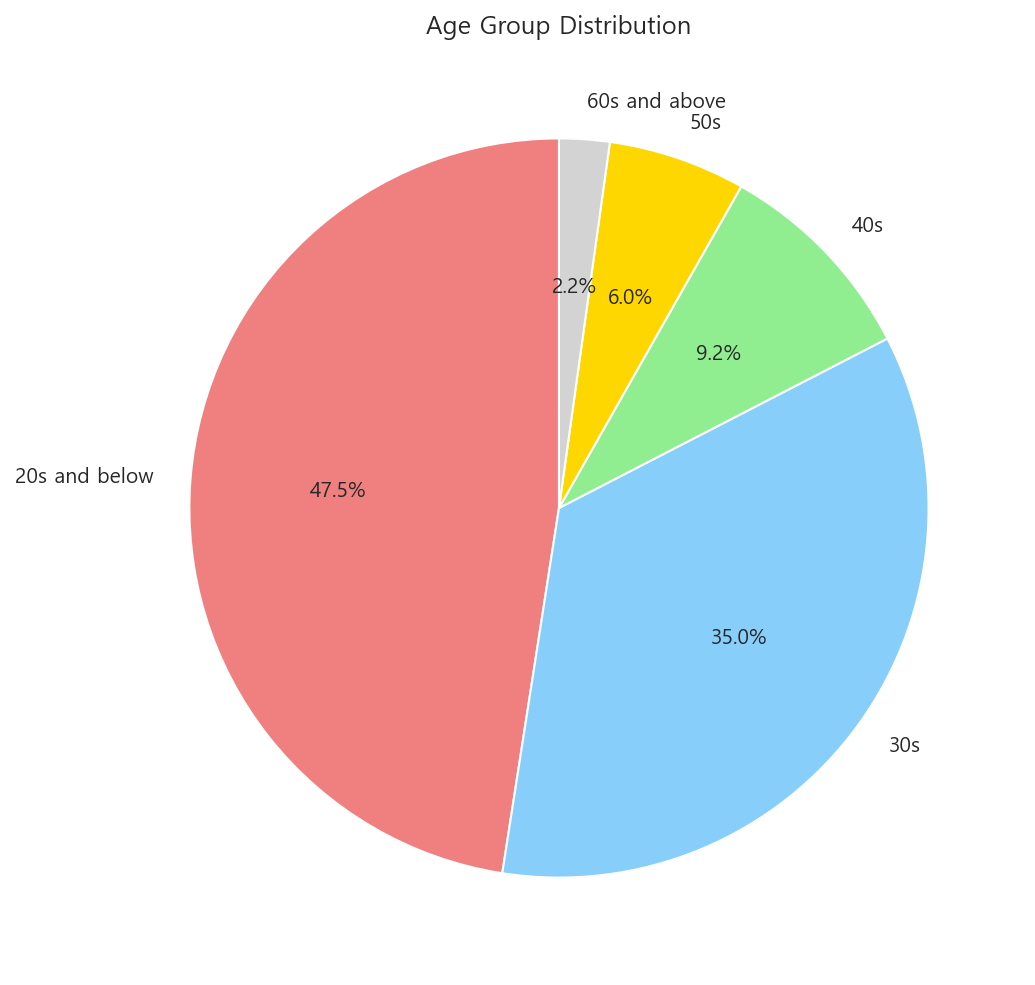 Age Group Distribution
60s and above
50s
40s
2.2%
6.0%
9.2%
20s and below
47.5%
35.0%
30s